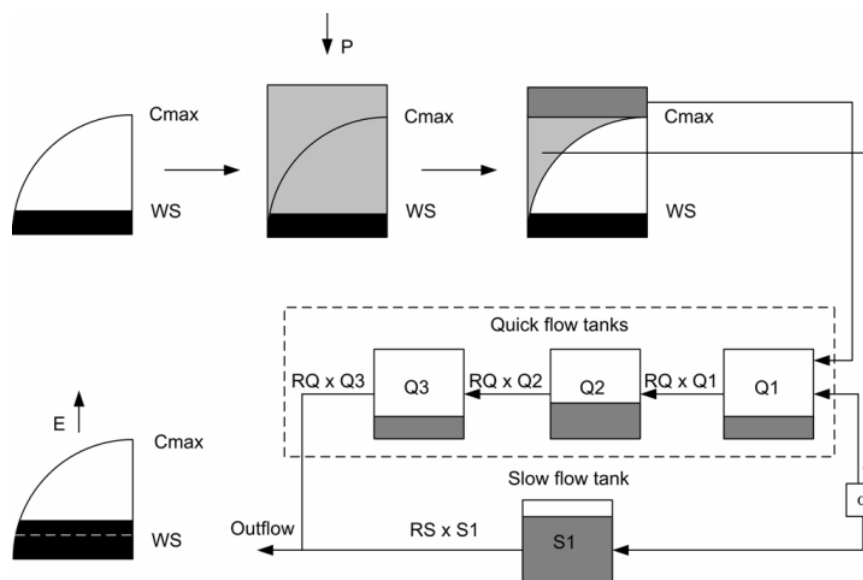 P
Cmax
Cmax
Cmax
WS
WS
WS
Quick flow tanks
RQ x Q3
Q3
RQ x Q2
Q2
RQ x Q1
Q1
E
Cmax
Slow flow tank
WS
Outflow
RS x S1
S1